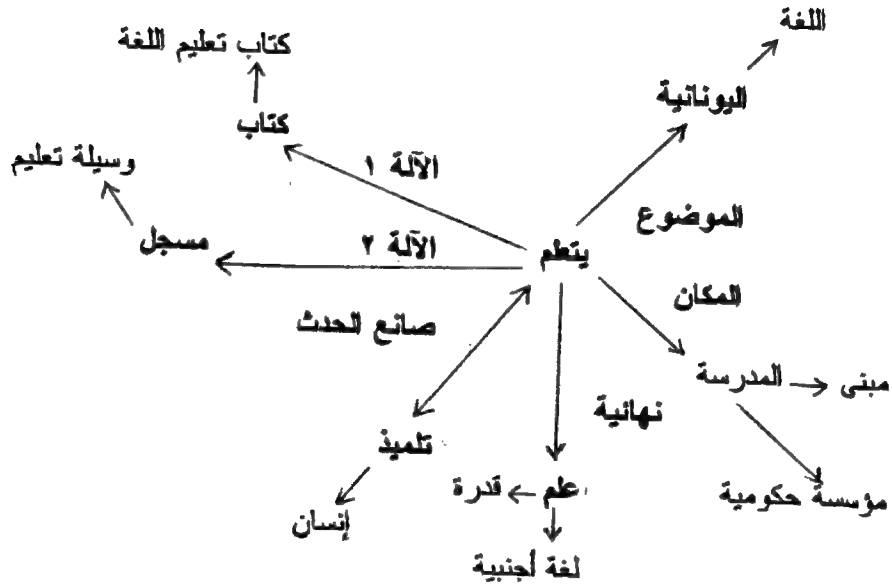 اللغة
كتاب تعليم اللغة
اليونانية
كتاب
وسيلة تعليم
الآلة ١
الموضوع
مسجل
الآلة ٢
يتعلم
المكان
صانع الحدث
المدرسة
مبنى
نهائية
تلميذ
علم
قدرة
مؤسسة حكومية
إنسان
لغة أجنبية